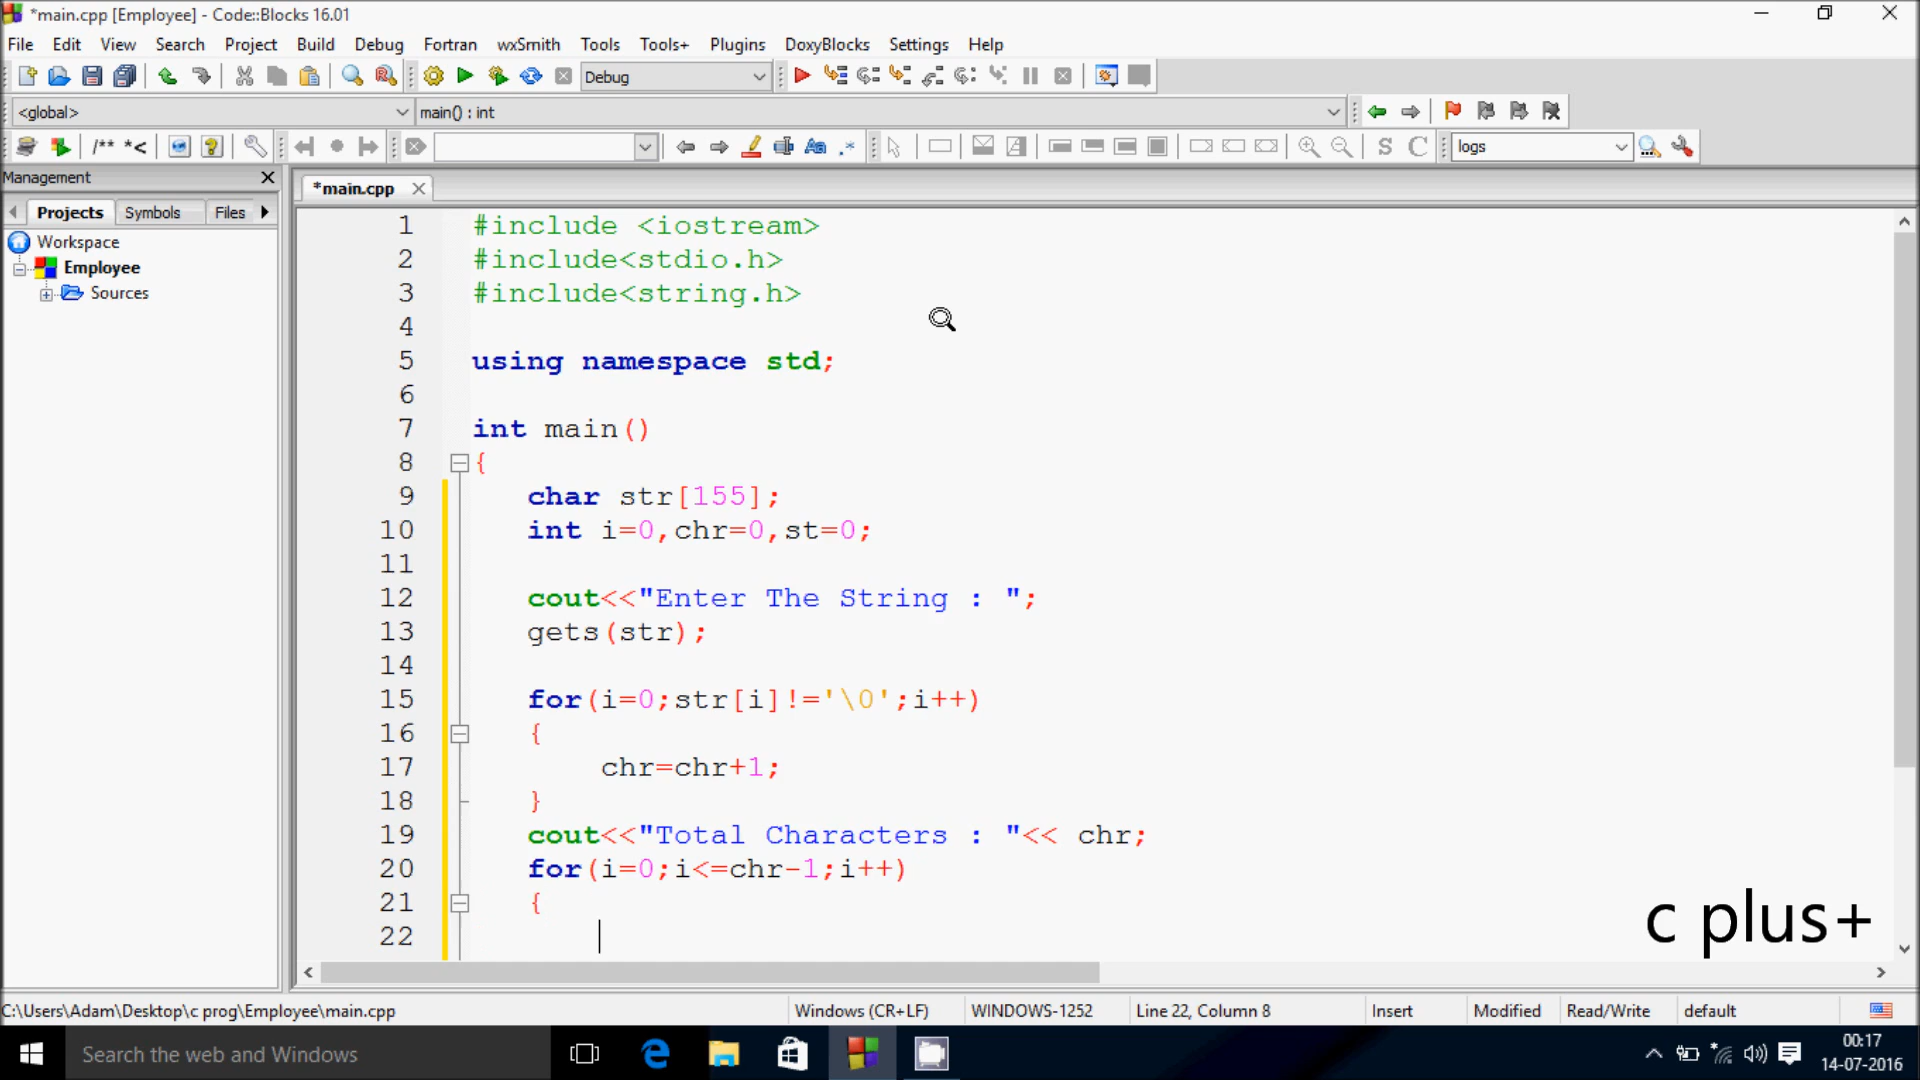 *main.cpp [Employee] - Code::Blocks 16.01
File Edit View Search Project Build Debug Fortran wxSmith Tools Tools+ Plugins DoxyBlocks Settings Help
Debug
<global> main() : int
/** *< logs
Management
Projects Symbols Files
*main.cpp
Workspace
Employee
Sources
1 #include <iostream>
2 #include<stdio.h>
3 #include<string.h>
4
5 using namespace std;
6
7 int main()
8 {
9 char str[155];
10 int i=0,chr=0,st=0;
11
12 cout<<"Enter The String : ";
13 gets(str);
14
15 for(i=0;str[i]!='\0';i++)
16 {
17 chr=chr+1;
18 }
19 cout<<"Total Characters : "<< chr;
20 for(i=0;i<=chr-1;i++)
21 {
22
c plus+
C:\Users\Adam\Desktop\c prog\Employee\main.cpp Windows (CR+LF) WINDOWS-1252 Line 22, Column 8 Insert Modified Read/Write default
Search the web and Windows
00:17
14-07-2016